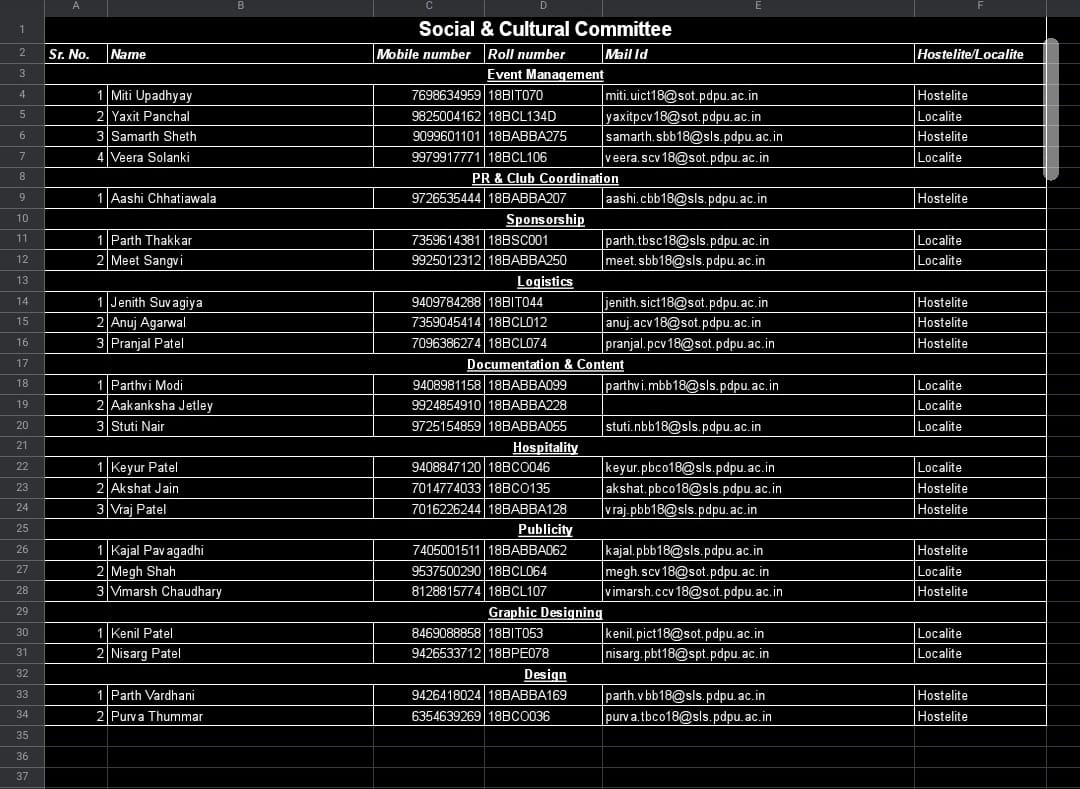 A B C D E F
1 Social & Cultural Committee
2 Sr. No. Name Mobile number Roll number Mail Id Hostelite/Localite
3 Event Management
4 1 Miti Upadhyay 7698634959 18BIT070 miti.uict18@sot.pdpu.ac.in Hostelite
5 2 Yaxit Panchal 9825004162 18BCL134D yaxitpcv18@sot.pdpu.ac.in Localite
6 3 Samarth Sheth 9099601101 18BABBA275 samarth.sbb18@sls.pdpu.ac.in Hostelite
7 4 Veera Solanki 9979917771 18BCL106 veera.scv18@sot.pdpu.ac.in Localite
8 PR & Club Coordination
9 1 Aashi Chhatiawala 9726535444 18BABBA207 aashi.cbb18@sls.pdpu.ac.in Hostelite
10 Sponsorship
11 1 Parth Thakkar 7359614381 18BSC001 parth.tbsc18@sls.pdpu.ac.in Localite
12 2 Meet Sangvi 9925012312 18BABBA250 meet.sbb18@sls.pdpu.ac.in Localite
13 Logistics
14 1 Jenith Suvagiya 9409784288 18BIT044 jenith.sict18@sot.pdpu.ac.in Hostelite
15 2 Anuj Agarwal 7359045414 18BCL012 anuj.acv18@sot.pdpu.ac.in Hostelite
16 3 Pranjal Patel 7096386274 18BCL074 pranjal.pcv18@sot.pdpu.ac.in Hostelite
17 Documentation & Content
18 1 Parthvi Modi 9408981158 18BABBA099 parthvi.mbb18@sls.pdpu.ac.in Localite
19 2 Aakanksha Jetley 9924854910 18BABBA228 Localite
20 3 Stuti Nair 9725154859 18BABBA055 stuti.nbb18@sls.pdpu.ac.in Localite
21 Hospitality
22 1 Keyur Patel 9408847120 18BCO046 keyur.pbco18@sls.pdpu.ac.in Localite
23 2 Akshat Jain 7014774033 18BCO135 akshat.pbco18@sls.pdpu.ac.in Hostelite
24 3 Vraj Patel 7016226244 18BABBA128 vraj.pbb18@sls.pdpu.ac.in Hostelite
25 Publicity
26 1 Kajal Pavagadhi 7405001511 18BABBA062 kajal.pbb18@sls.pdpu.ac.in Hostelite
27 2 Megh Shah 9537500290 18BCL064 megh.scv18@sot.pdpu.ac.in Localite
28 3 Vimarsh Chaudhary 8128815774 18BCL107 vimarsh.ccv18@sot.pdpu.ac.in Hostelite
29 Graphic Designing
30 1 Kenil Patel 8469088858 18BIT053 kenil.pict18@sot.pdpu.ac.in Localite
31 2 Nisarg Patel 9426533712 18BPE078 nisarg.pbt18@spt.pdpu.ac.in Localite
32 Design
33 1 Parth Vardhani 9426418024 18BABBA169 parth.vbb18@sls.pdpu.ac.in Hostelite
34 2 Purva Thummar 6354639269 18BCO036 purva.tbco18@sls.pdpu.ac.in Hostelite
35
36
37